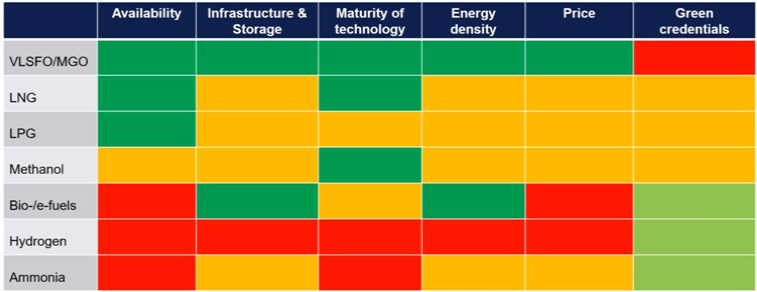 Availability
Infrastructure &
Storage
Maturity of
technology
Energy
density
Price
Green
credentials
VLSFO/MGO
LNG
LPG
Methanol
Bio-/e-fuels
Hydrogen
Ammonia